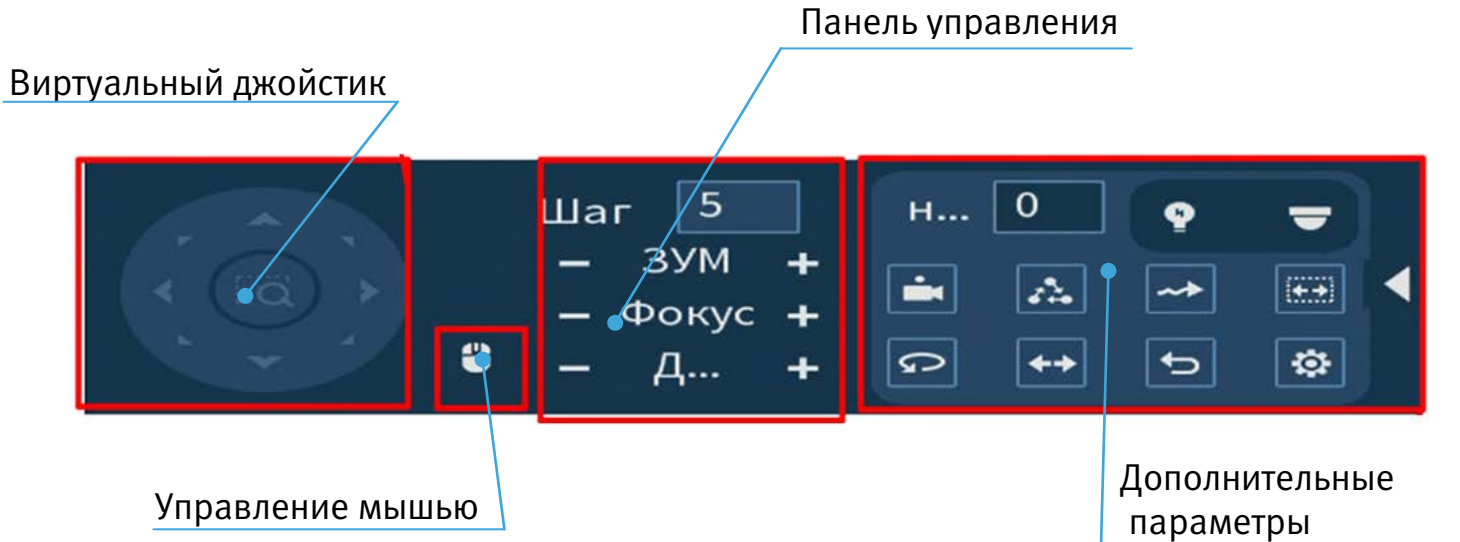 Панель управления
Виртуальный джойстик
Шаг 5
– ЗУМ +
– Фокус +
– Д... +
н... 0
Управление мышью
Дополнительные
параметры